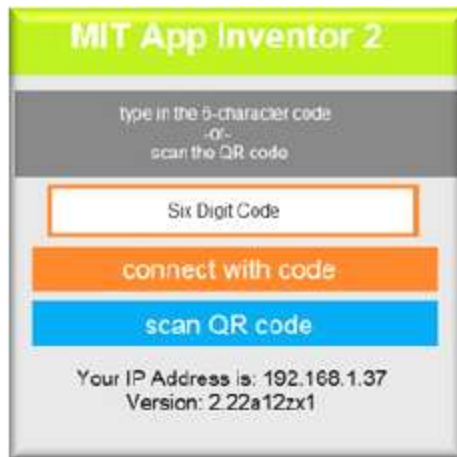 MIT App Inventor 2
type in the 6-character code
-or-
scan the QR code
Six Digit Code
connect with code
scan QR code
Your IP Address is: 192.168.1.37
Version: 2.22a12zx1